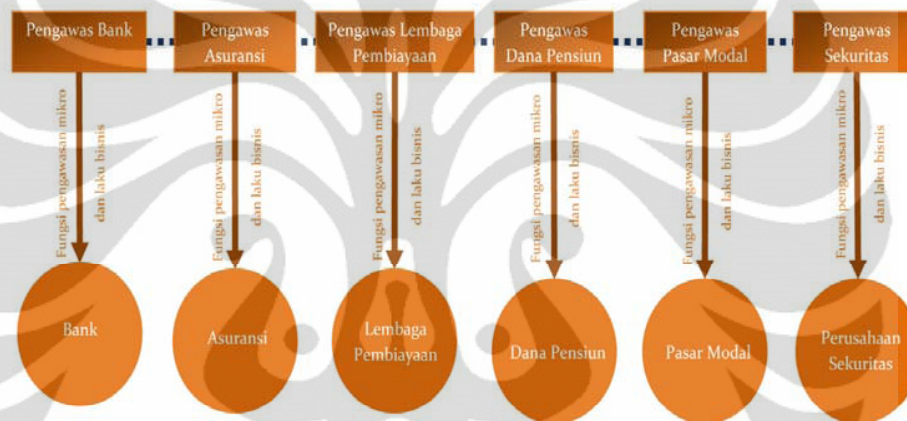 Pengawas Bank
Pengawas
Asuransi
Pengawas Lembaga
Pembiayaan
Pengawas
Dana Pensiun
Pengawas
Pasar Modal
Pengawas
Sekuritas
Fungsi pengawasan mikro
dan laku bisnis
Fungsi pengawasan mikro
dan laku bisnis
Fungsi pengawasan mikro
dan laku bisnis
Fungsi pengawasan mikro
dan laku bisnis
Fungsi pengawasan mikro
dan laku bisnis
Fungsi pengawasan mikro
dan laku bisnis
Bank
Asuransi
Lembaga
Pembiayaan
Dana Pensiun
Pasar Modal
Perusahaan
Sekuritas